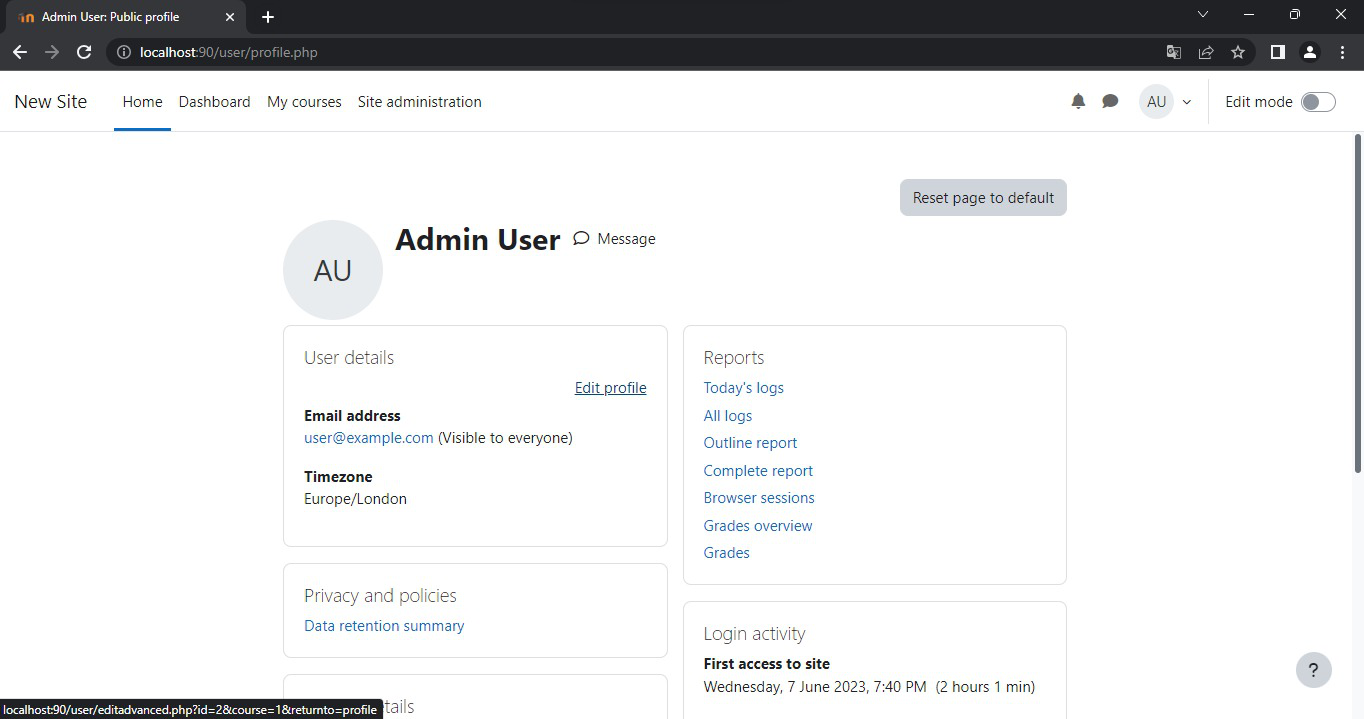 Admin User: Public profile
localhost:90/user/profile.php
New Site Home Dashboard My courses Site administration AU Edit mode
Reset page to default
AU Admin User Message
User details
Edit profile
Email address
user@example.com (Visible to everyone)
Timezone
Europe/London
Privacy and policies
Data retention summary
Reports
Today's logs
All logs
Outline report
Complete report
Browser sessions
Grades overview
Grades
Login activity
First access to site
Wednesday, 7 June 2023, 7:40 PM (2 hours 1 min)
?
localhost:90/user/editadvanced.php?id=2&course=1&returnto=profile